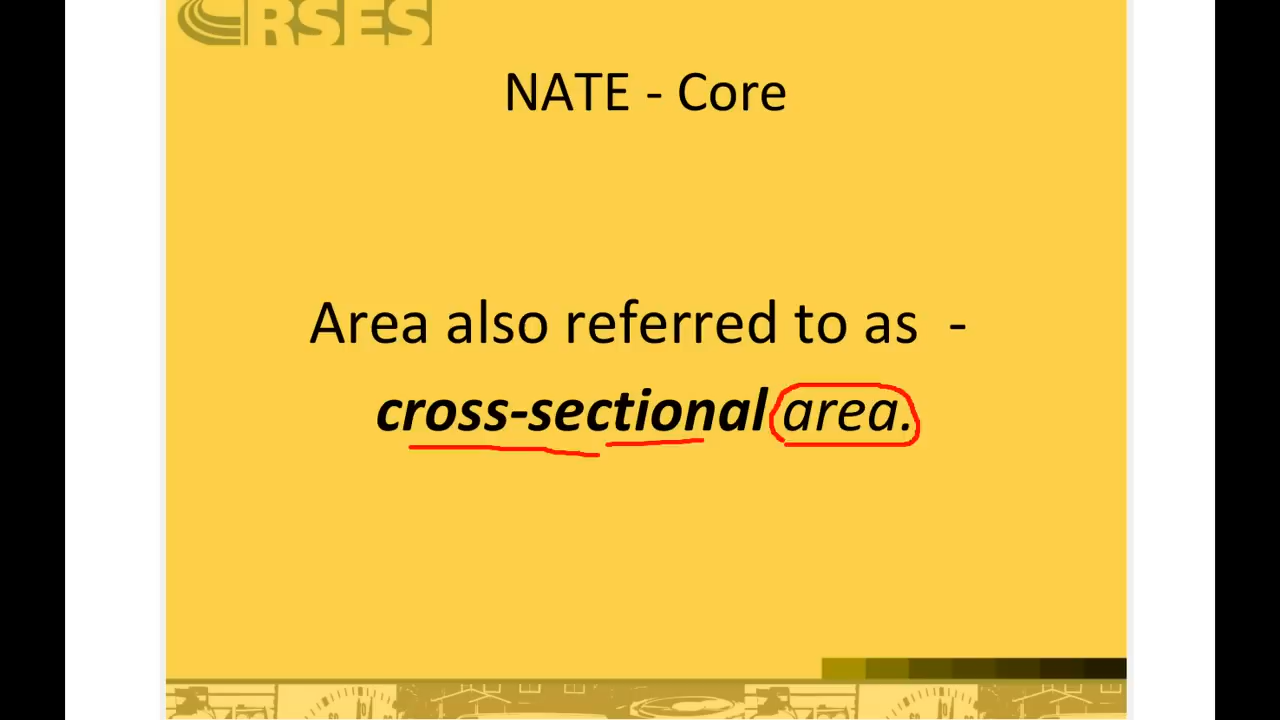 RSES
NATE - Core
Area also referred to as -
cross-sectional area.